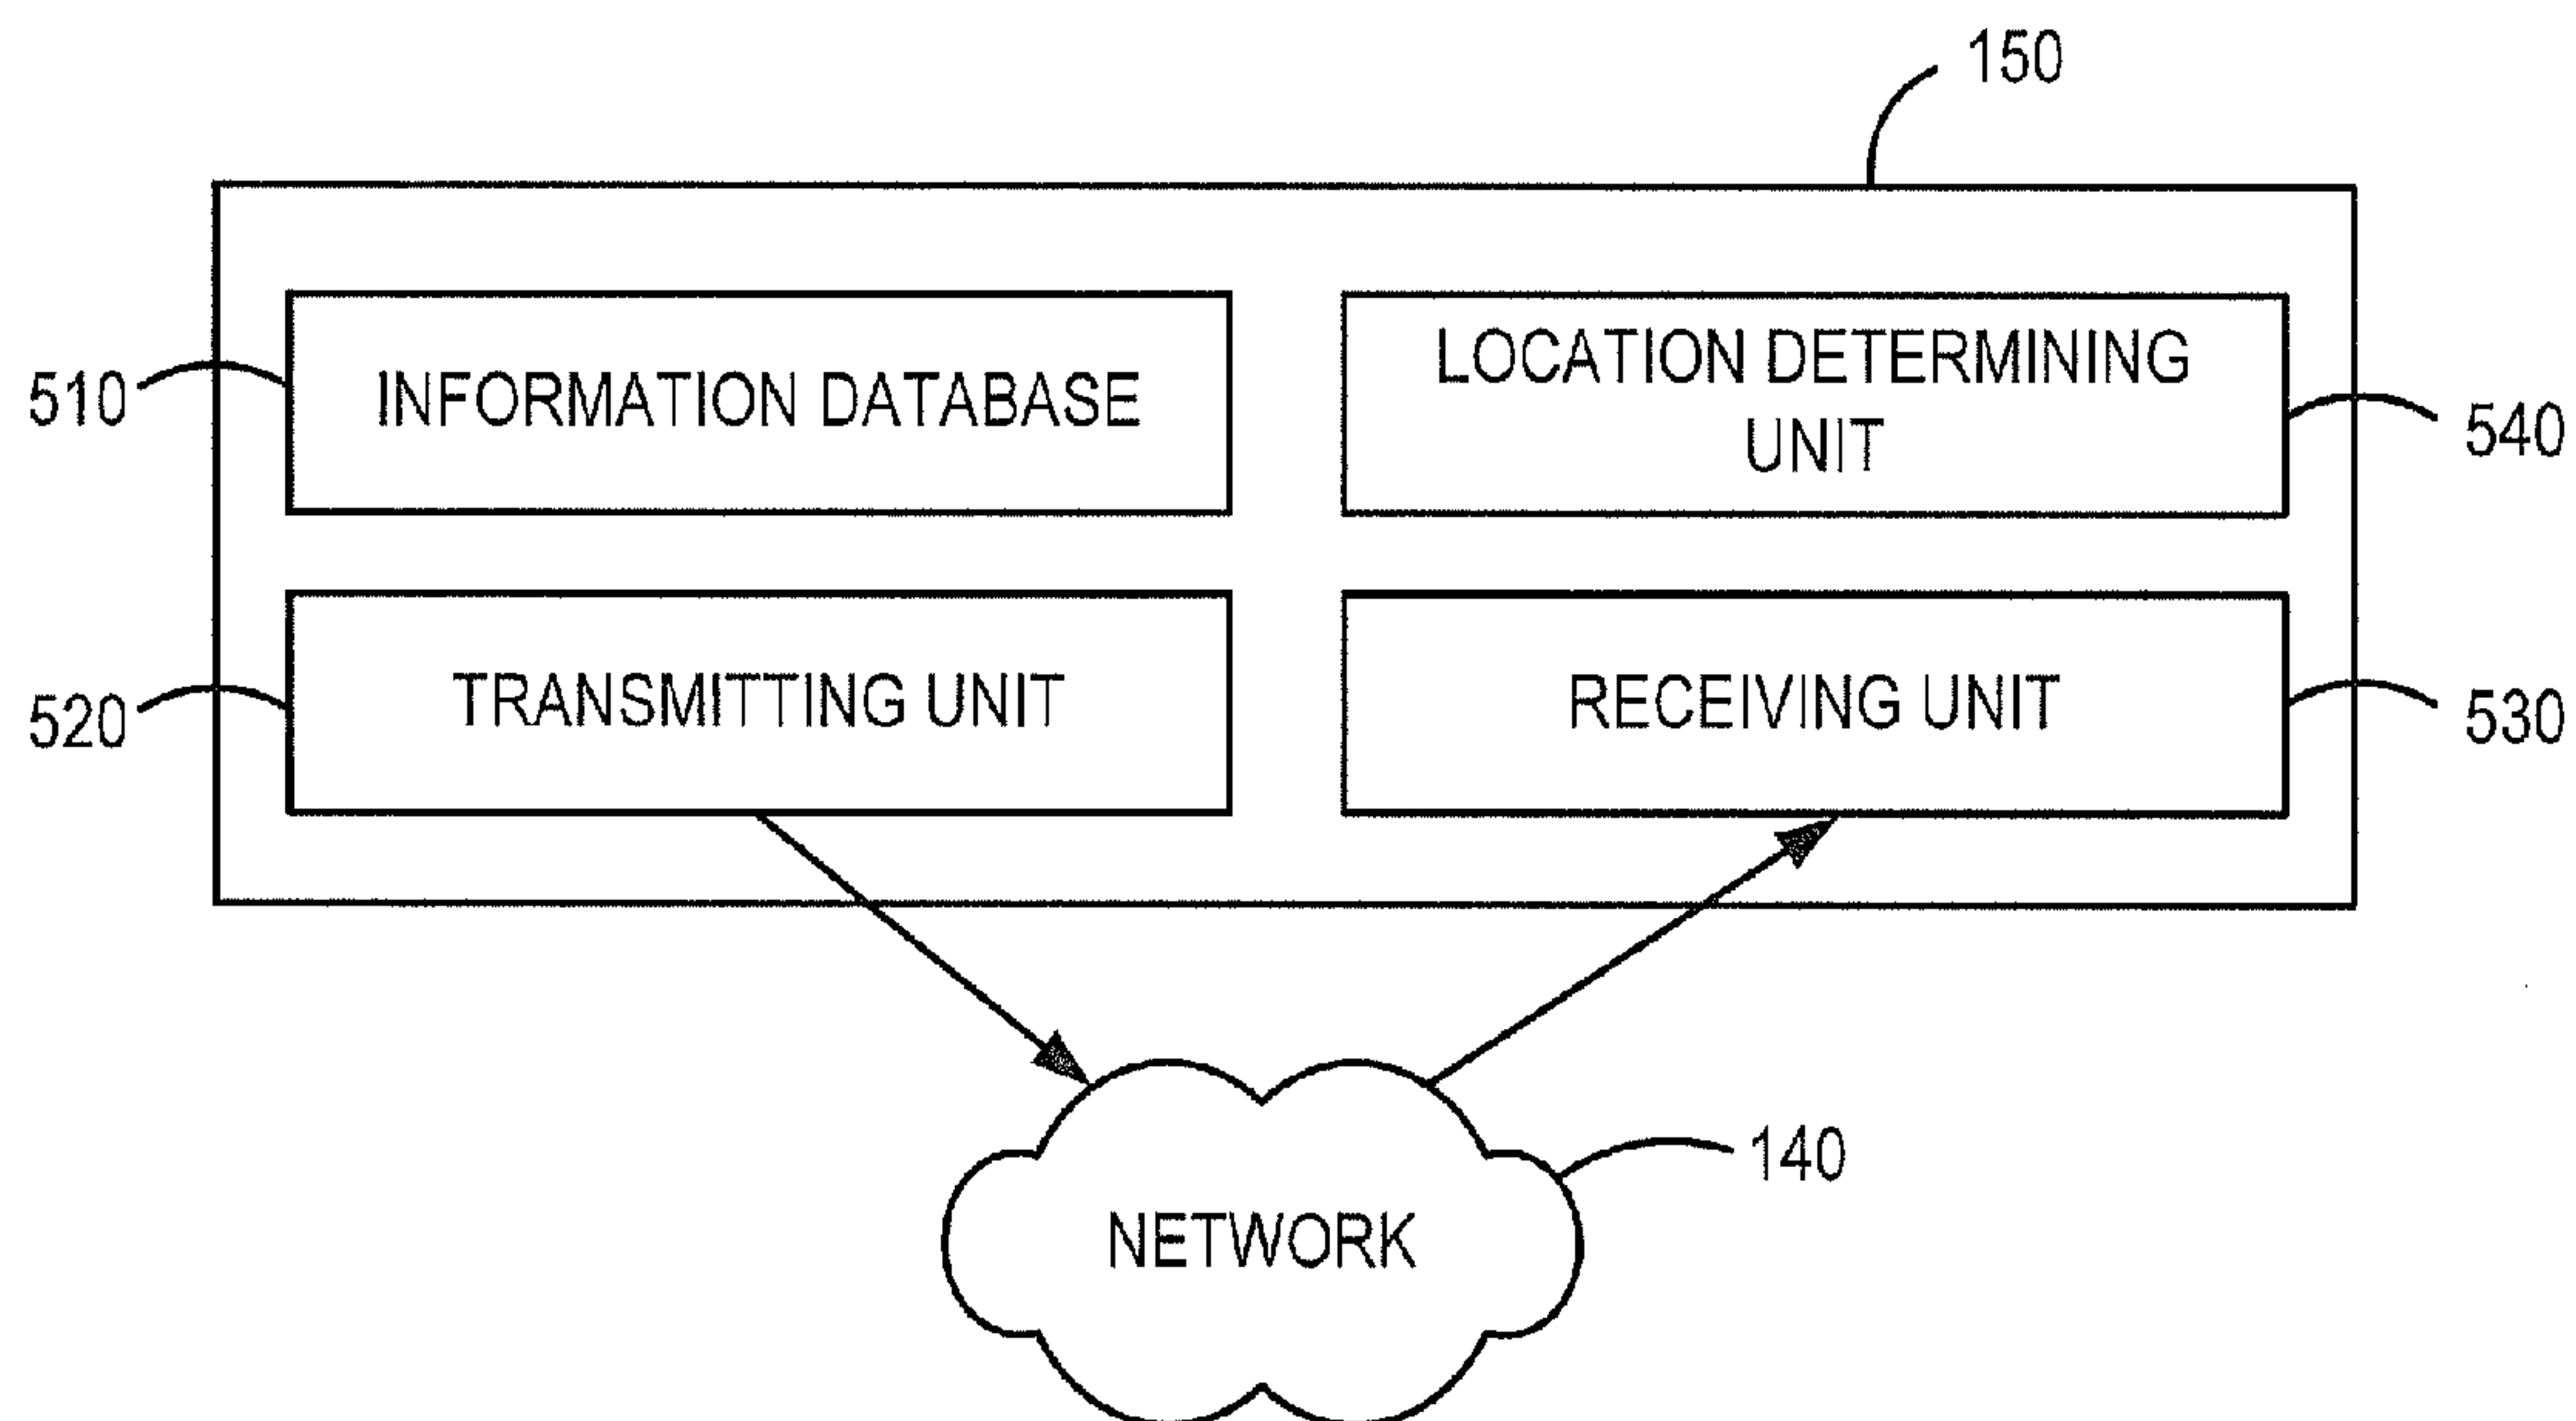 150
510
INFORMATION DATABASE
LOCATION DETERMINING
UNIT
540
520
TRANSMITTING UNIT
RECEIVING UNIT
530
140
NETWORK